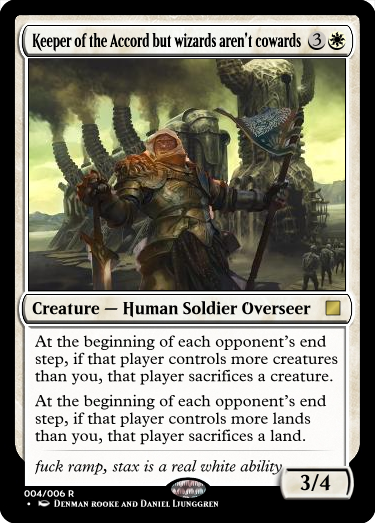 Keeper of the Accord but wizards aren't cowards 3
Creature — Human Soldier Overseer
At the beginning of each opponent's end
step, if that player controls more creatures
than you, that player sacrifices a creature.
At the beginning of each opponent's end
step, if that player controls more lands
than you, that player sacrifices a land.
fuck ramp, stax is a real white ability
3/4
004/006 R
• Denman Rooke and Daniel Ljunggren